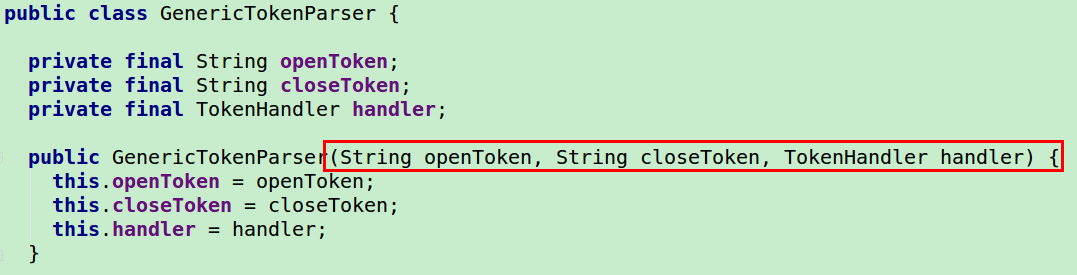 public class GenericTokenParser {
private final String openToken;
private final String closeToken;
private final TokenHandler handler;
public GenericTokenParser(String openToken, String closeToken, TokenHandler handler) {
this.openToken = openToken;
this.closeToken = closeToken;
this.handler = handler;
}